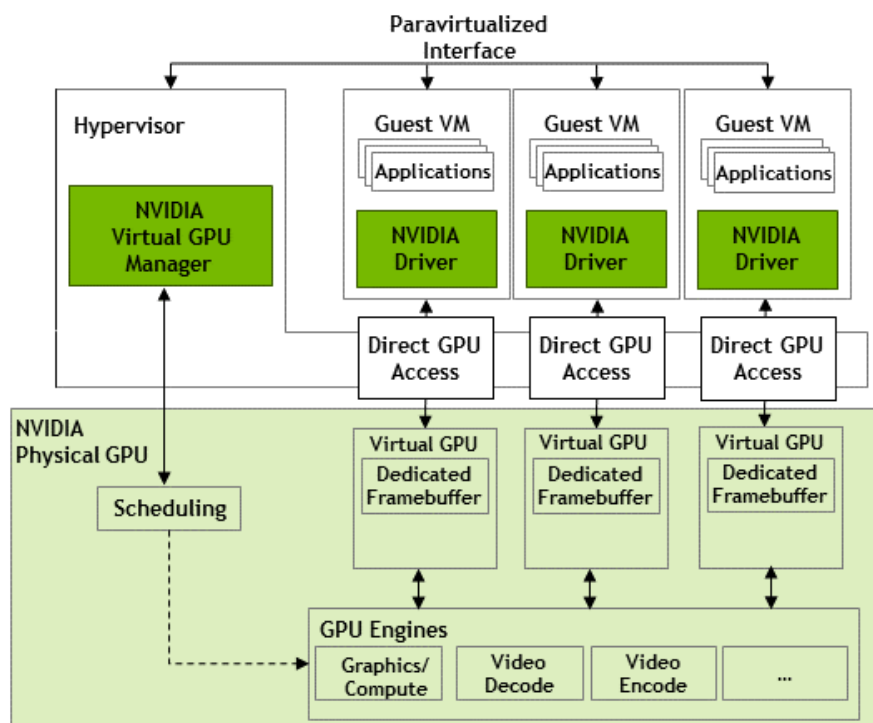 Paravirtualized
Interface
Hypervisor
Guest VM
Guest VM
Guest VM
Applications
Applications
Applications
NVIDIA
Virtual GPU
Manager
NVIDIA
Driver
NVIDIA
Driver
NVIDIA
Driver
Direct GPU
Access
Direct GPU
Access
Direct GPU
Access
NVIDIA
Physical GPU
Virtual GPU
Dedicated
Framebuffer
Virtual GPU
Dedicated
Framebuffer
Virtual GPU
Dedicated
Framebuffer
Scheduling
GPU Engines
Graphics/
Compute
Video
Decode
Video
Encode
...